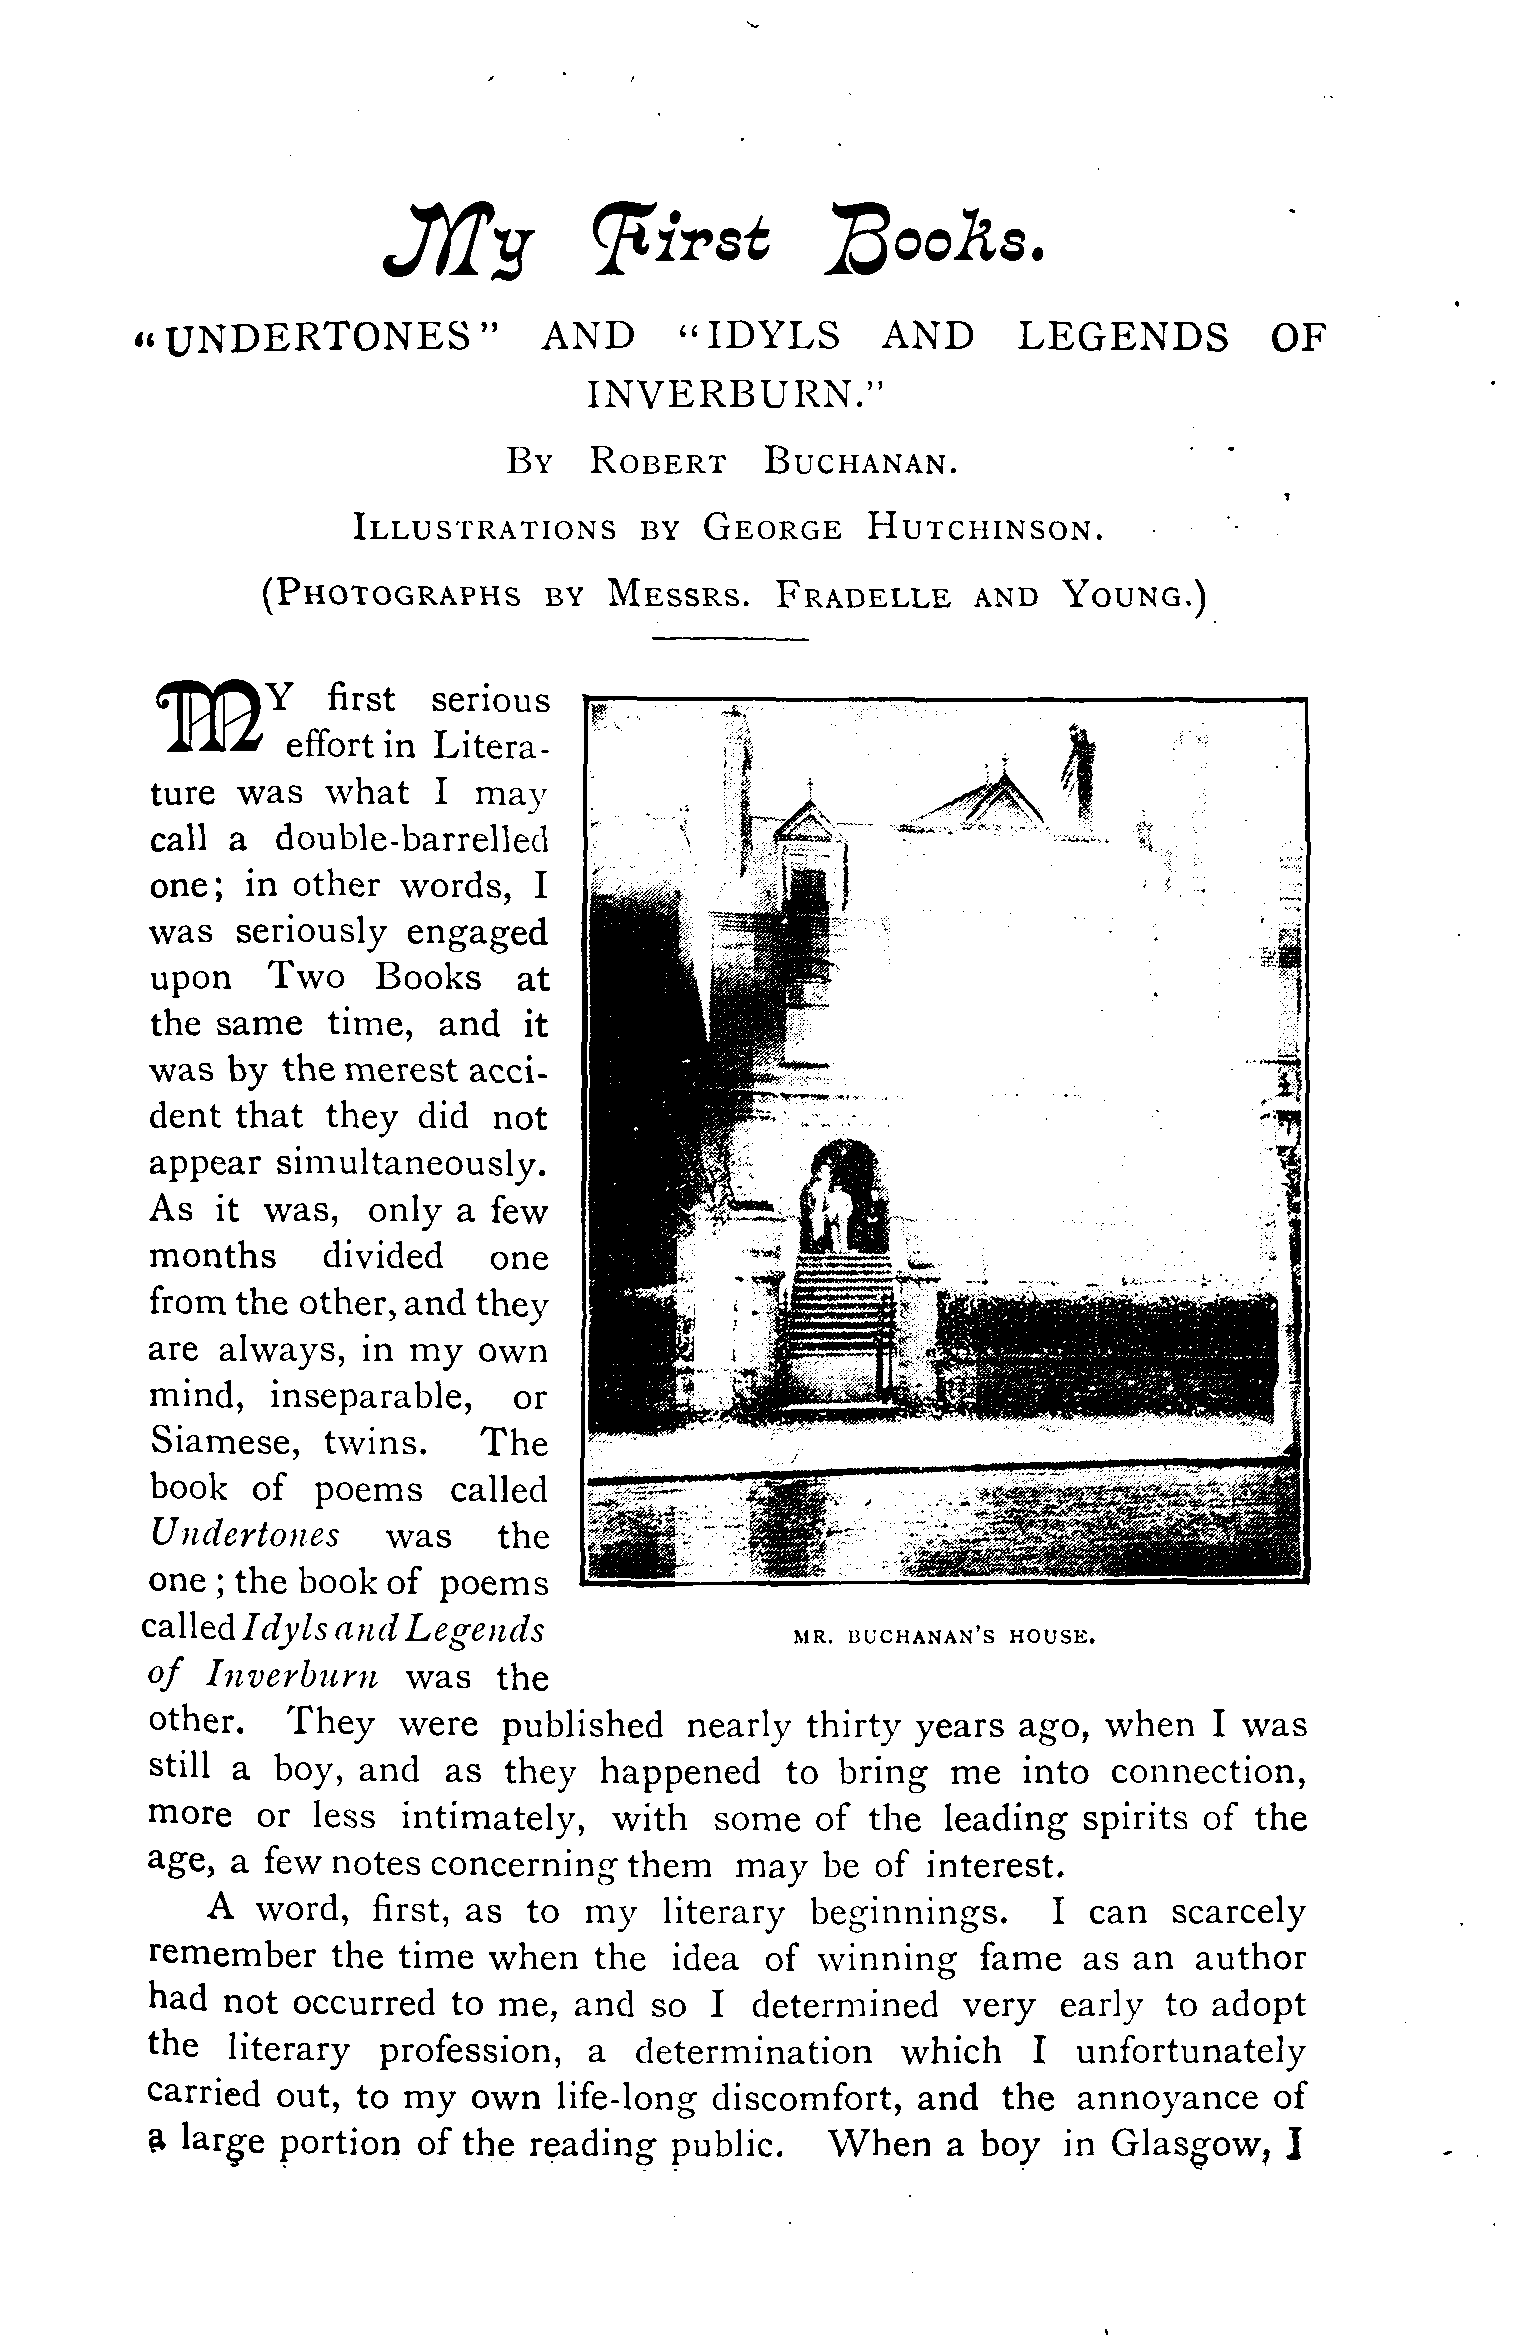 My First Books.
"UNDERTONES" AND "IDYLS AND LEGENDS OF
INVERBURN."
By Robert Buchanan.
Illustrations by George Hutchinson.
(Photographs by Messrs. Fradelle and Young.)
MY first serious
effort in Litera-
ture was what I may
call a double-barrelled
one; in other words, I
was seriously engaged
upon Two Books at
the same time, and it
was by the merest acci-
dent that they did not
appear simultaneously.
As it was, only a few
months divided one
from the other, and they
are always, in my own
mind, inseparable, or
Siamese, twins. The
book of poems called
Undertones was the
one; the book of poems
called Idyls and Legends
of Inverburn was the
other. They were published nearly thirty years ago, when I was
still a boy, and as they happened to bring me into connection,
more or less intimately, with some of the leading spirits of the
age, a few notes concerning them may be of interest.
A word, first, as to my literary beginnings. I can scarcely
remember the time when the idea of winning fame as an author
had not occurred to me, and so I determined very early to adopt
the literary profession, a determination which I unfortunately
carried out, to my own life-long discomfort, and the annoyance of
a large portion of the reading public. When a boy in Glasgow, I
MR. BUCHANAN'S HOUSE.